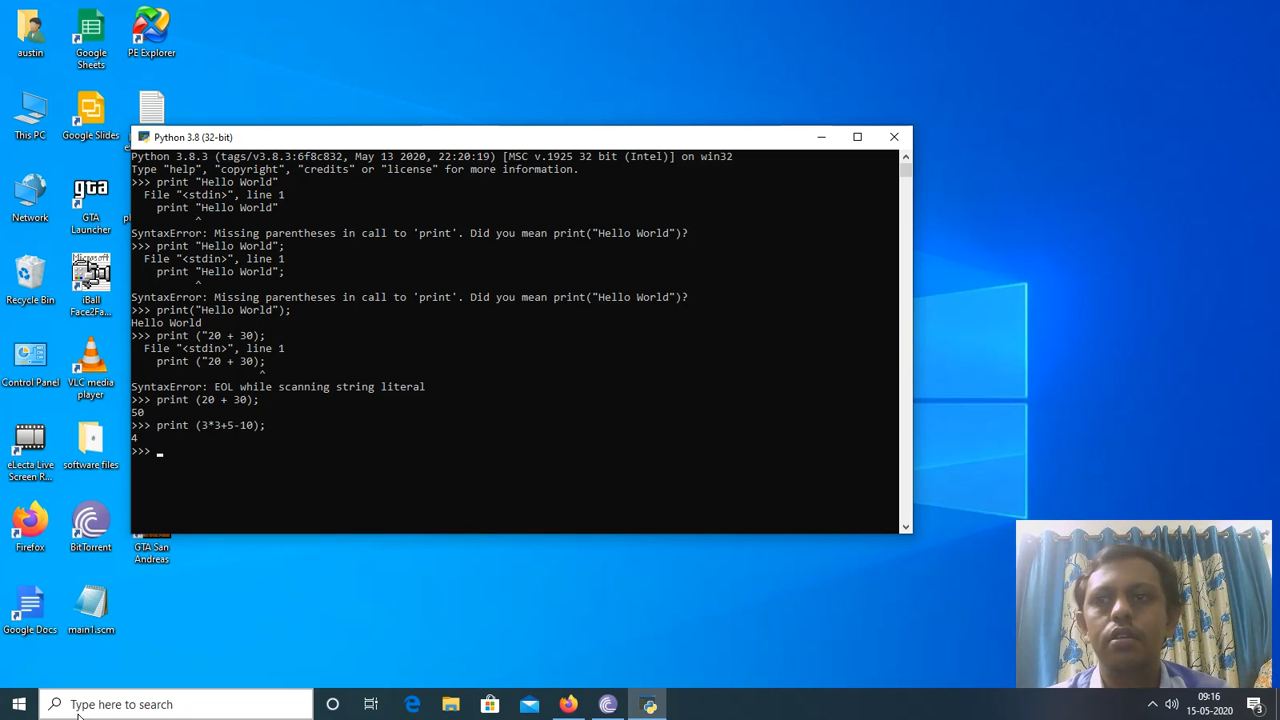 austin
Google Sheets
PE Explorer
This PC
Google Slides
Network
GTA Launcher
Recycle Bin
Microsoft
iBall Face2Fa...
Control Panel
VLC media player
eLecta Live Screen R...
software files
Firefox
BitTorrent
GTA San Andreas
Google Docs
main1.scm
Python 3.8 (32-bit)
Python 3.8.3 (tags/v3.8.3:6f8c832, May 13 2020, 22:20:19) [MSC v.1925 32 bit (Intel)] on win32
Type "help", "copyright", "credits" or "license" for more information.
>>> print "Hello World"
  File "<stdin>", line 1
    print "Hello World"
          ^
SyntaxError: Missing parentheses in call to 'print'. Did you mean print("Hello World")?
>>> print "Hello World";
  File "<stdin>", line 1
    print "Hello World";
          ^
SyntaxError: Missing parentheses in call to 'print'. Did you mean print("Hello World")?
>>> print("Hello World");
Hello World
>>> print ("20 + 30);
  File "<stdin>", line 1
    print ("20 + 30);
                    ^
SyntaxError: EOL while scanning string literal
>>> print (20 + 30);
50
>>> print (3*3+5-10);
4
>>> _
Type here to search
09:16
15-05-2020
3